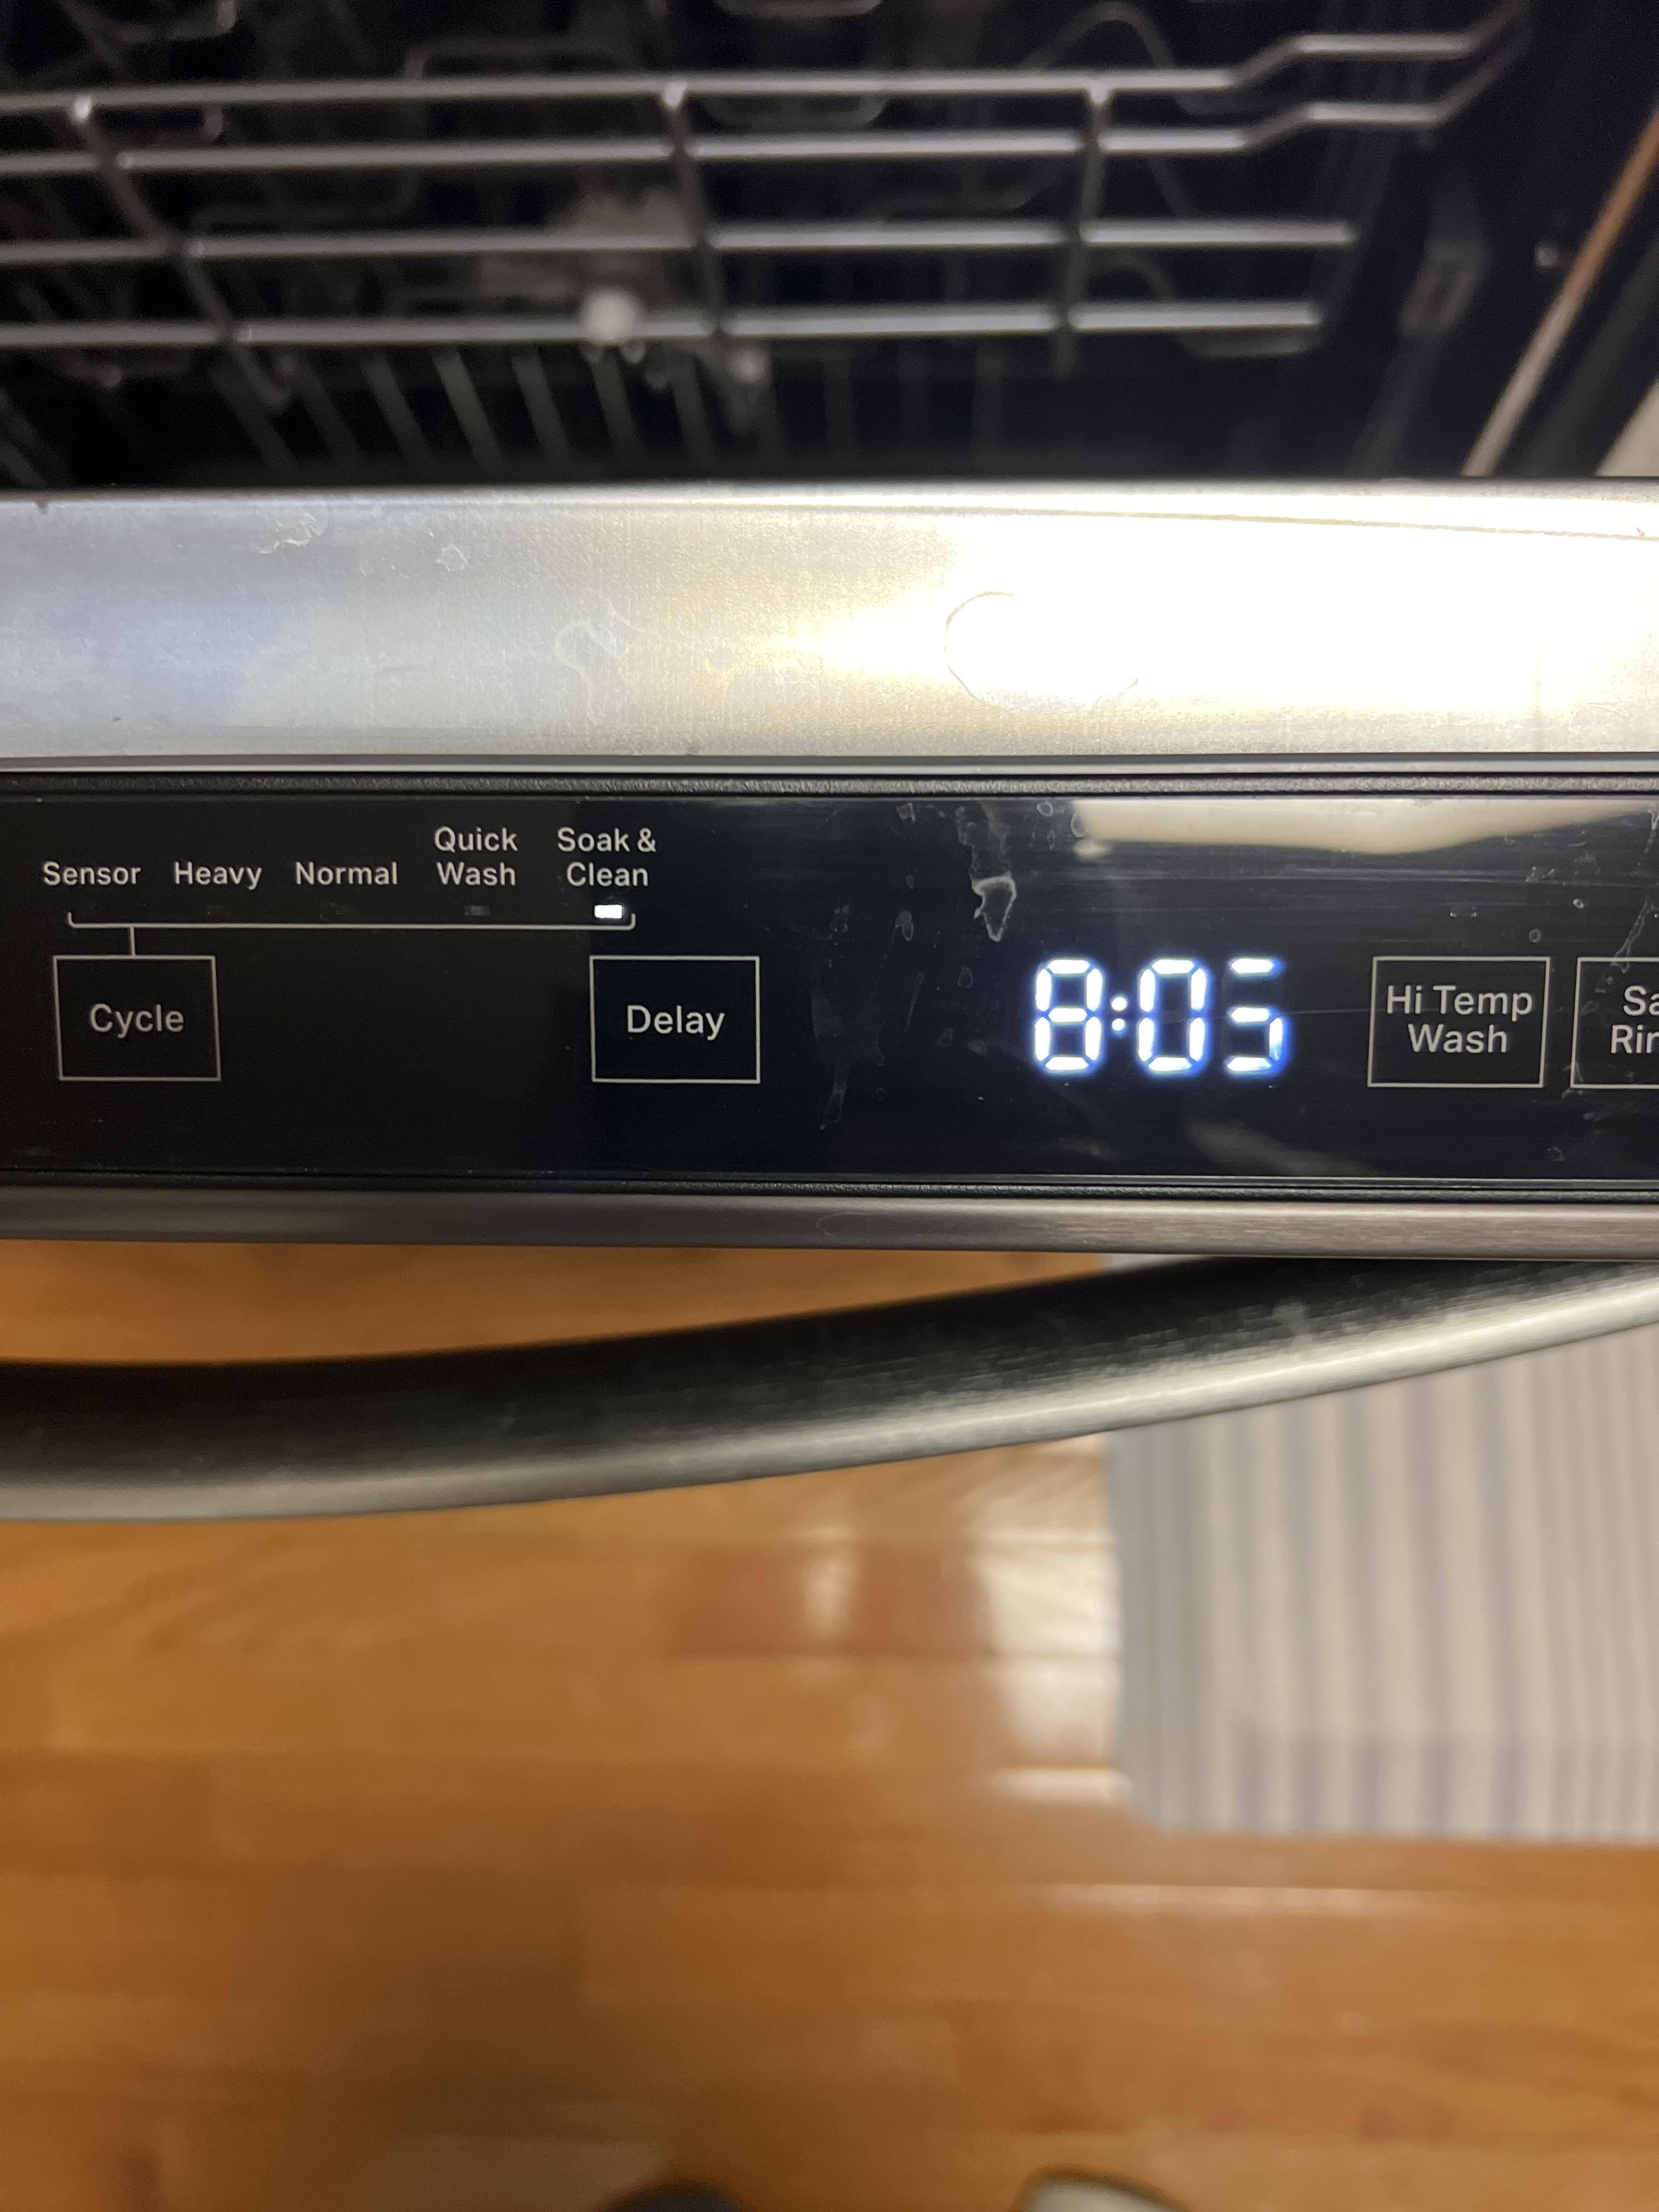 Sensor Heavy Normal Quick Wash Soak & Clean
Cycle
Delay
8:05
Hi Temp
Wash